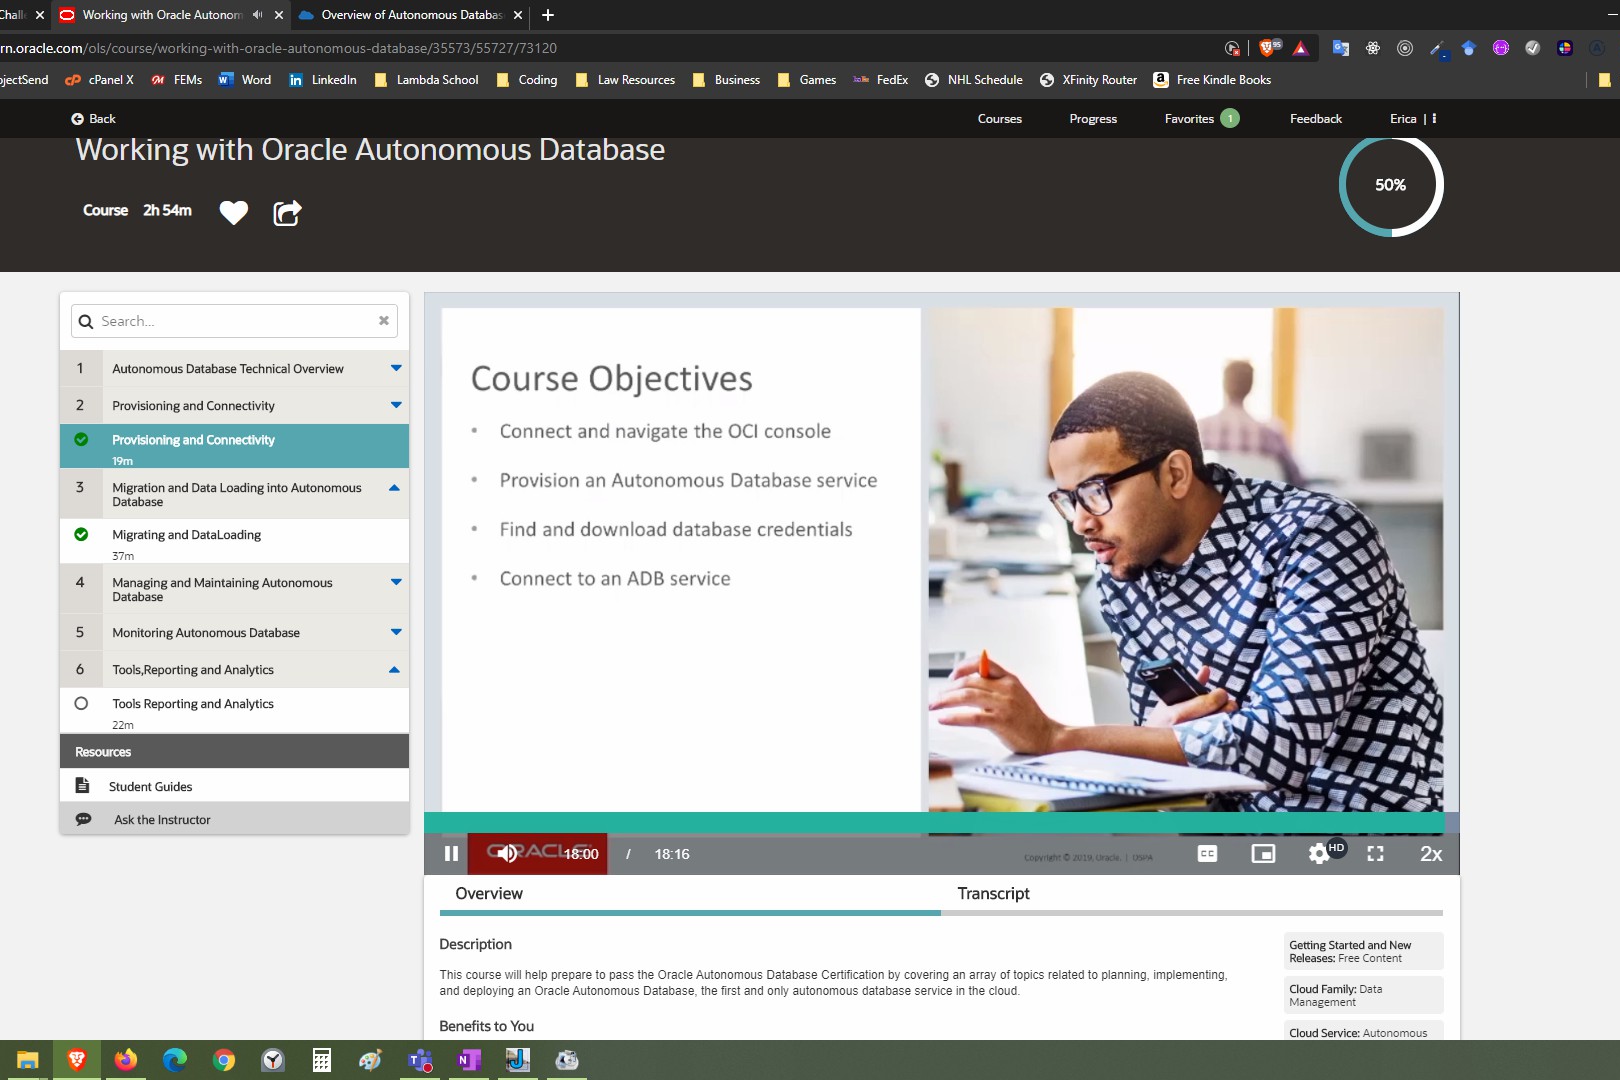 Chall
Working with Oracle Autonom
Overview of Autonomous Databas
rn.oracle.com/ols/course/working-with-oracle-autonomous-database/35573/55727/73120
ojectSend
cPanel X
FEMs
Word
LinkedIn
Lambda School
Coding
Law Resources
Business
Games
FedEx
NHL Schedule
XFinity Router
Free Kindle Books
Back
Courses
Progress
Favorites 1
Feedback
Erica
Working with Oracle Autonomous Database
50%
Course 2h 54m
Search...
1 Autonomous Database Technical Overview
2 Provisioning and Connectivity
Provisioning and Connectivity
19m
3 Migration and Data Loading into Autonomous
Database
Migrating and DataLoading
37m
4 Managing and Maintaining Autonomous
Database
5 Monitoring Autonomous Database
6 Tools,Reporting and Analytics
Tools Reporting and Analytics
22m
Resources
Student Guides
Ask the Instructor
Course Objectives
• Connect and navigate the OCI console
• Provision an Autonomous Database service
• Find and download database credentials
• Connect to an ADB service
ORACLE
18:00 / 18:16
Copyright © 2019, Oracle. | USPA
CC
HD
2x
Overview
Transcript
Description
This course will help prepare to pass the Oracle Autonomous Database Certification by covering an array of topics related to planning, implementing,
and deploying an Oracle Autonomous Database, the first and only autonomous database service in the cloud.
Benefits to You
Getting Started and New
Releases: Free Content
Cloud Family: Data
Management
Cloud Service: Autonomous